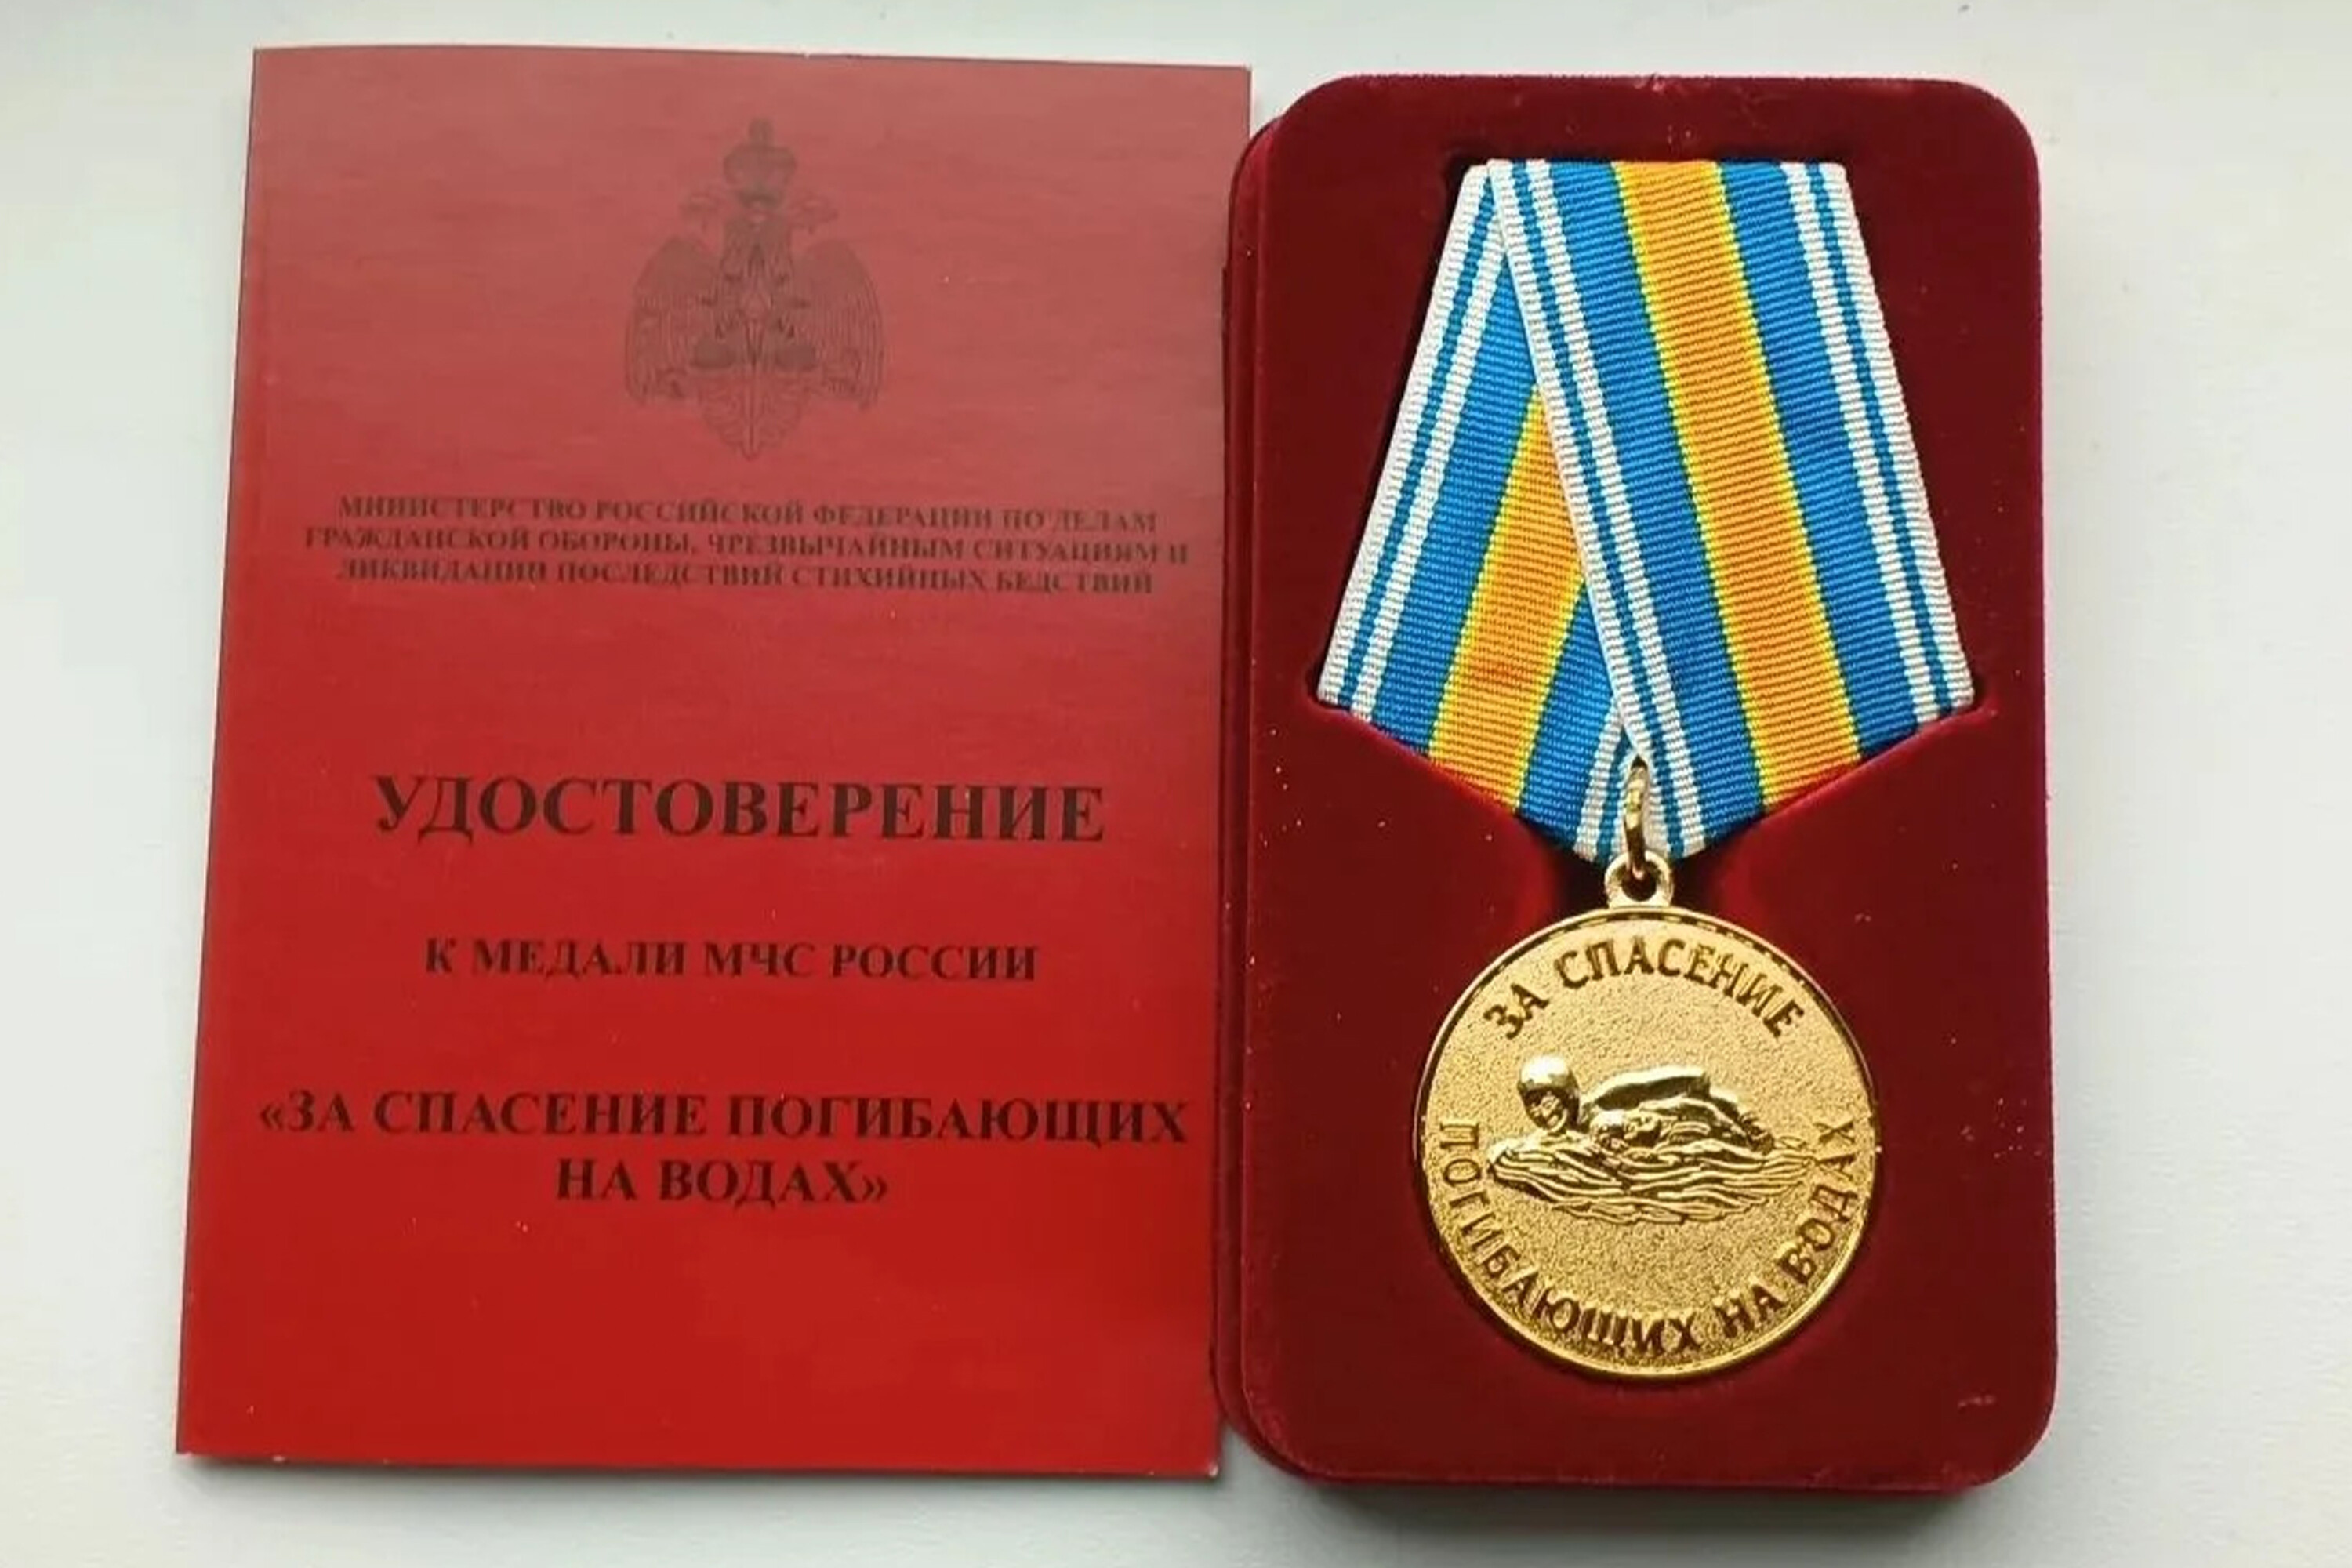 МИНИСТЕРСТВО РОССИЙСКОЙ ФЕДЕРАЦИИ ПО ДЕЛАМ
ГРАЖДАНСКОЙ ОБОРОНЫ, ЧРЕЗВЫЧАЙНЫМ СИТУАЦИЯМ И
ЛИКВИДАЦИИ ПОСЛЕДСТВИЙ СТИХИЙНЫХ БЕДСТВИЙ
УДОСТОВЕРЕНИЕ
К МЕДАЛИ МЧС РОССИИ
«ЗА СПАСЕНИЕ ПОГИБАЮЩИХ
НА ВОДАХ»
ЗА СПАСЕНИЕ
ПОГИБАЮЩИХ НА ВОДАХ